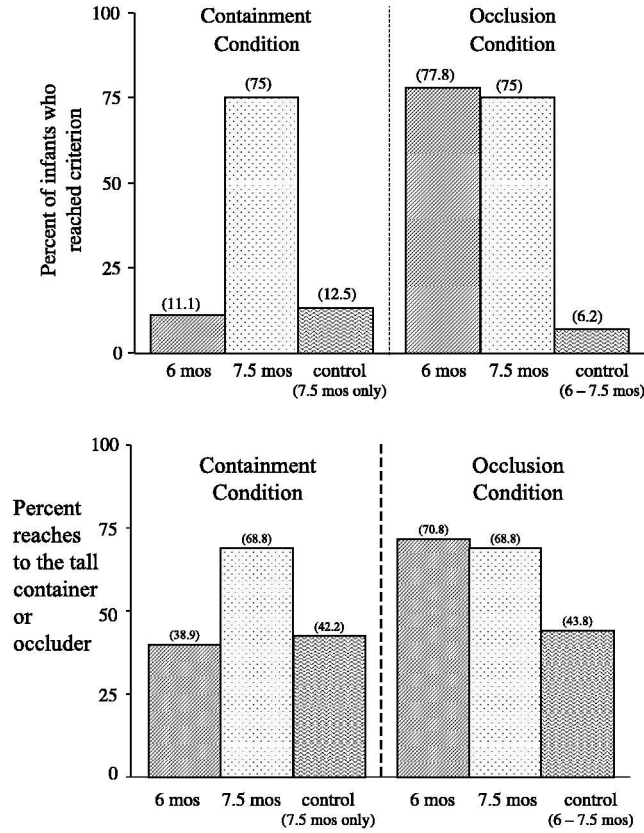 100
75
50
25
0
Percent of infants who
reached criterion
Containment
Condition
Occlusion
Condition
(11.1)
(75)
(12.5)
(77.8)
(75)
(6.2)
6 mos
7.5 mos
control
(7.5 mos only)
6 mos
7.5 mos
control
(6 – 7.5 mos)
100
75
50
25
0
Percent
reaches
to the tall
container
or
occluder
Containment
Condition
Occlusion
Condition
(38.9)
(68.8)
(42.2)
(70.8)
(68.8)
(43.8)
6 mos
7.5 mos
control
(7.5 mos only)
6 mos
7.5 mos
control
(6 – 7.5 mos)